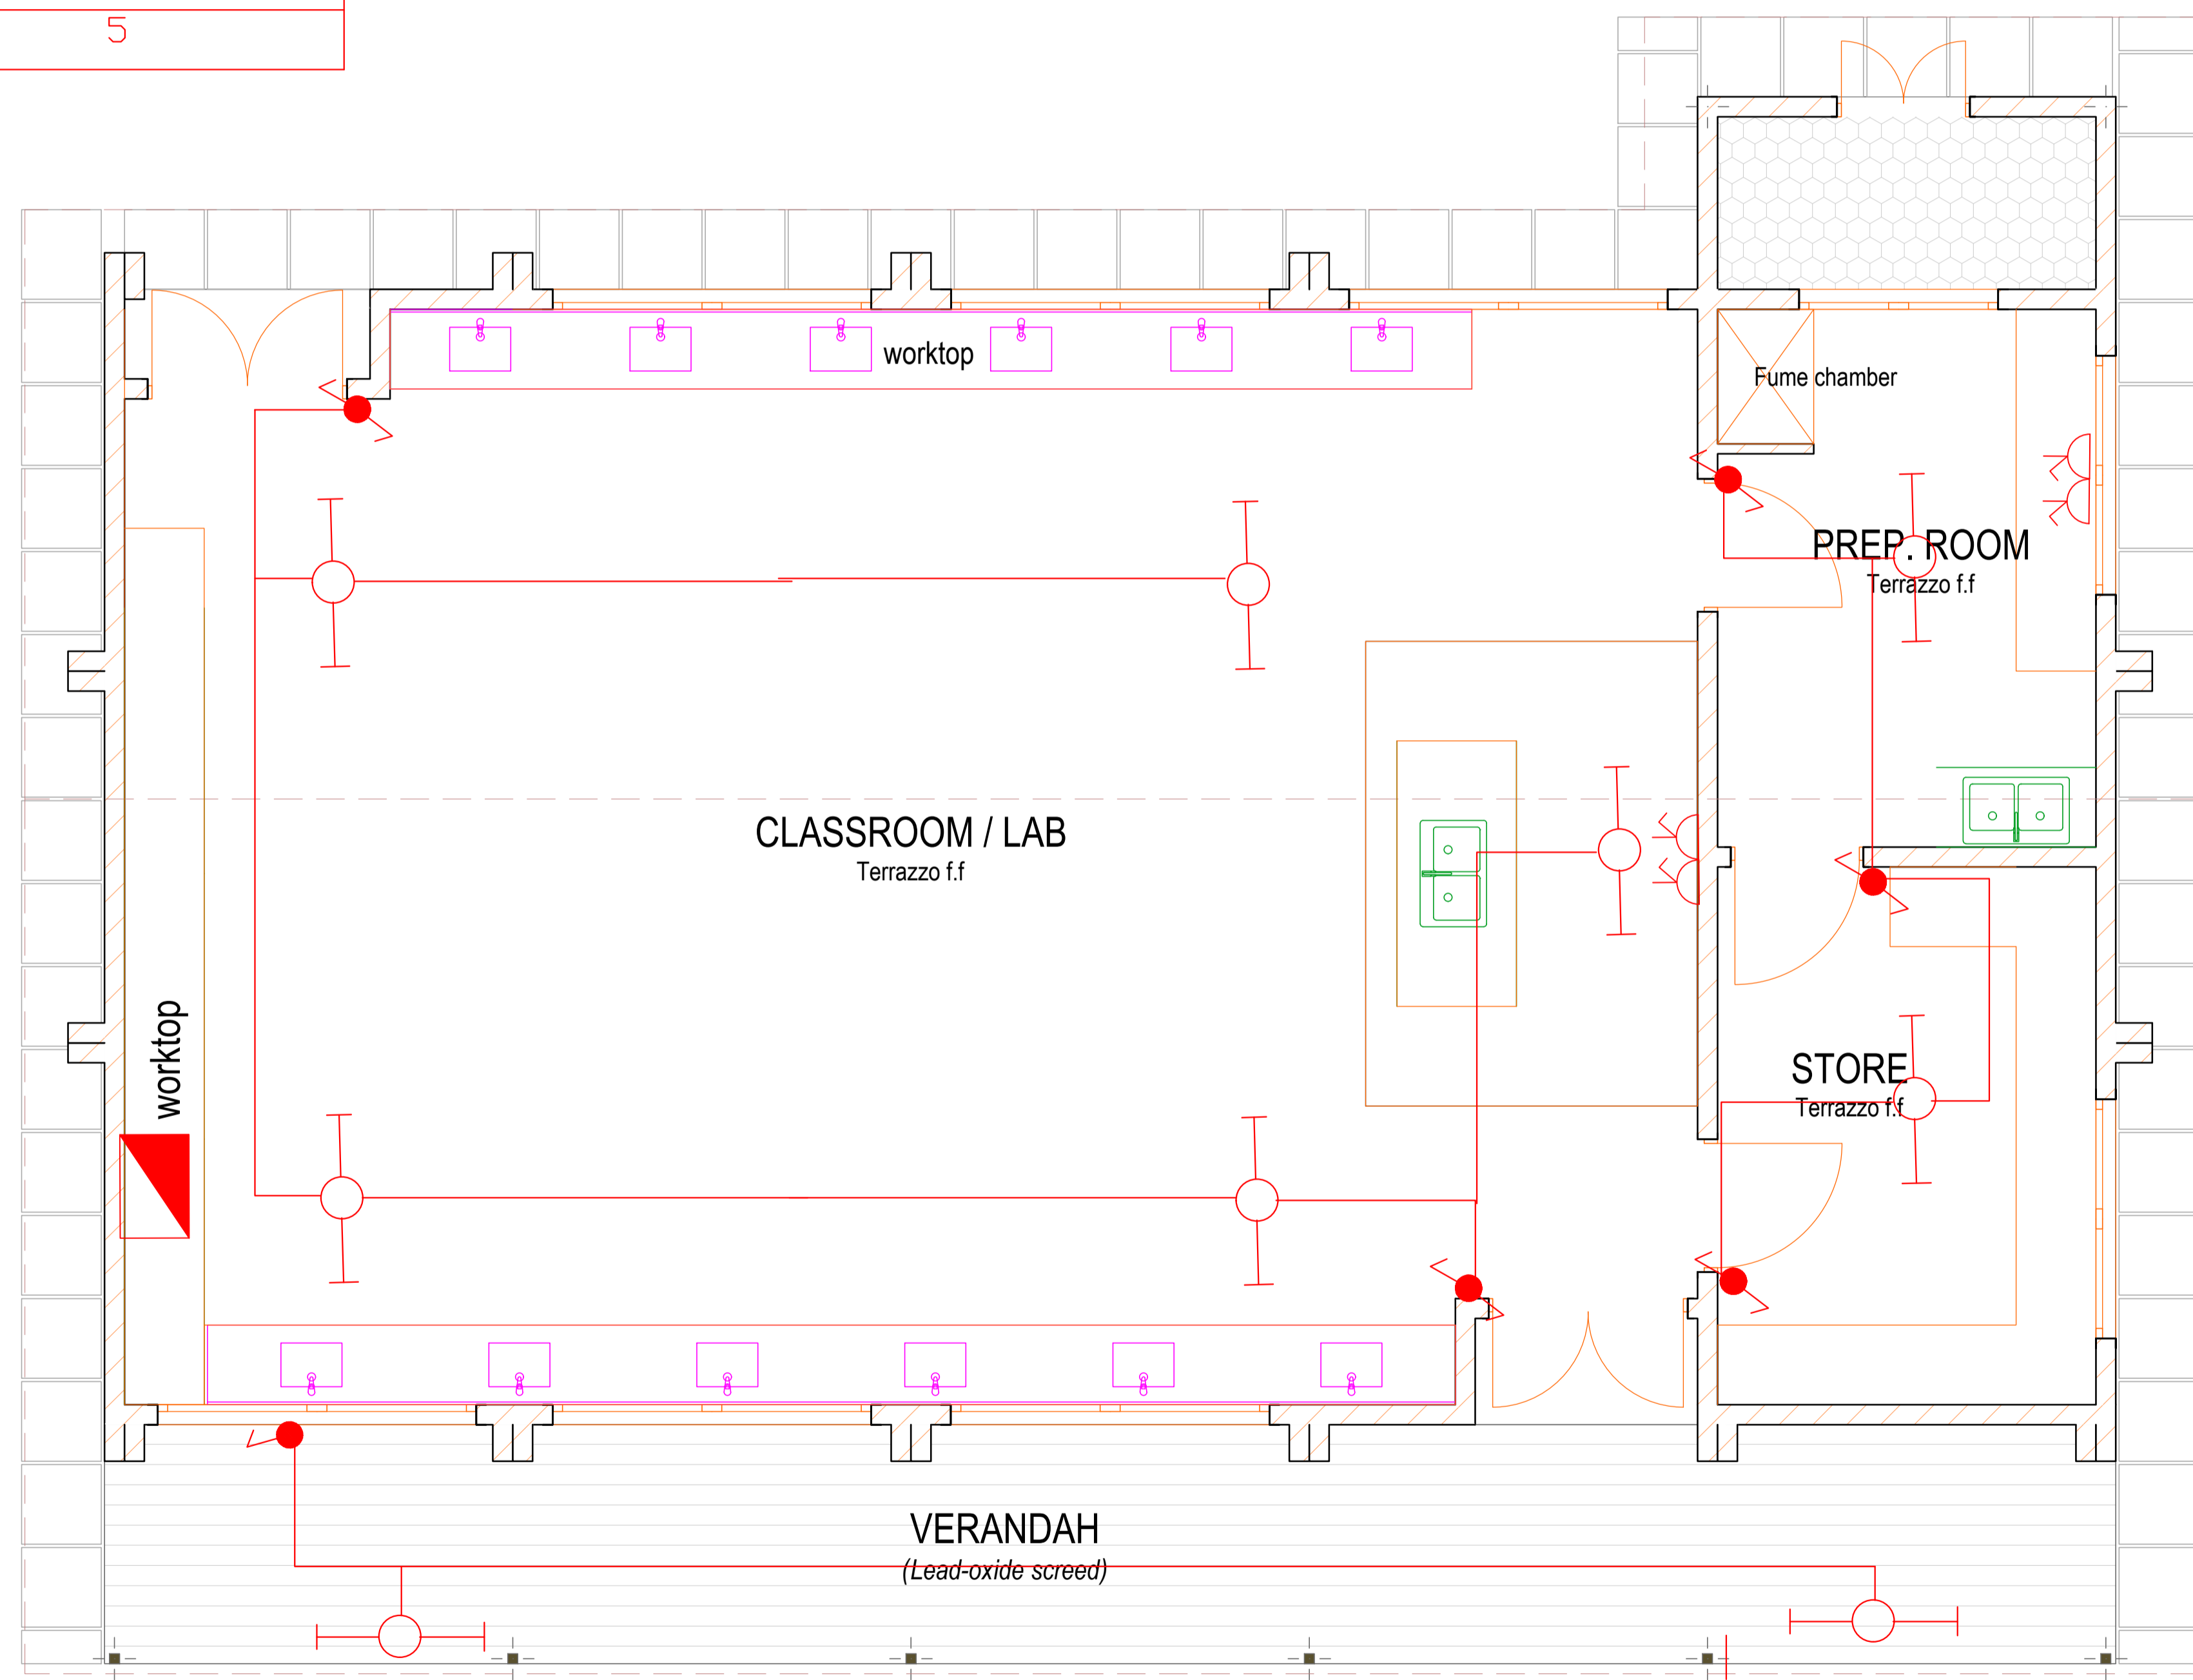 5
worktop
Fume chamber
PREP. ROOM
Terrazzo f.f
CLASSROOM / LAB
Terrazzo f.f
worktop
STORE
Terrazzo f.f
VERANDAH
(Lead-oxide screed)